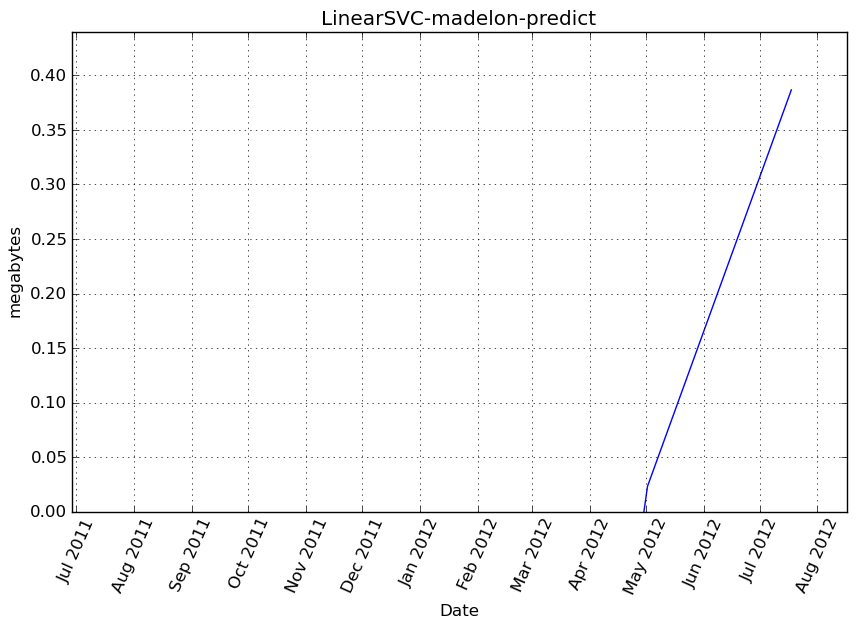 LinearSVC-madelon-predict
0.40
0.35
0.30
0.25
0.20
0.15
0.10
0.05
0.00
megabytes
Jul 2011
Aug 2011
Sep 2011
Oct 2011
Nov 2011
Dec 2011
Jan 2012
Feb 2012
Mar 2012
Apr 2012
May 2012
Jun 2012
Jul 2012
Aug 2012
Date